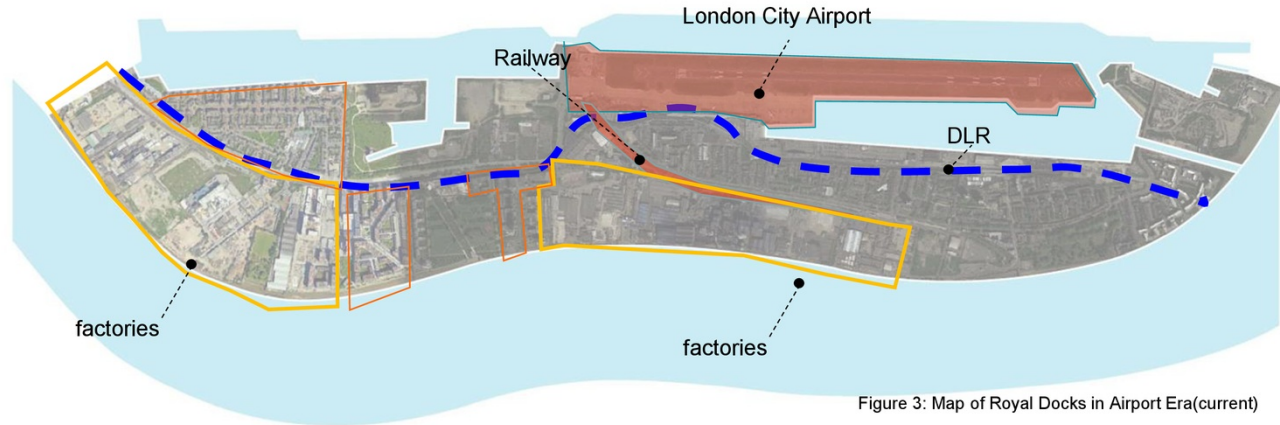 London City Airport
Railway
DLR
factories
factories
Figure 3: Map of Royal Docks in Airport Era(current)